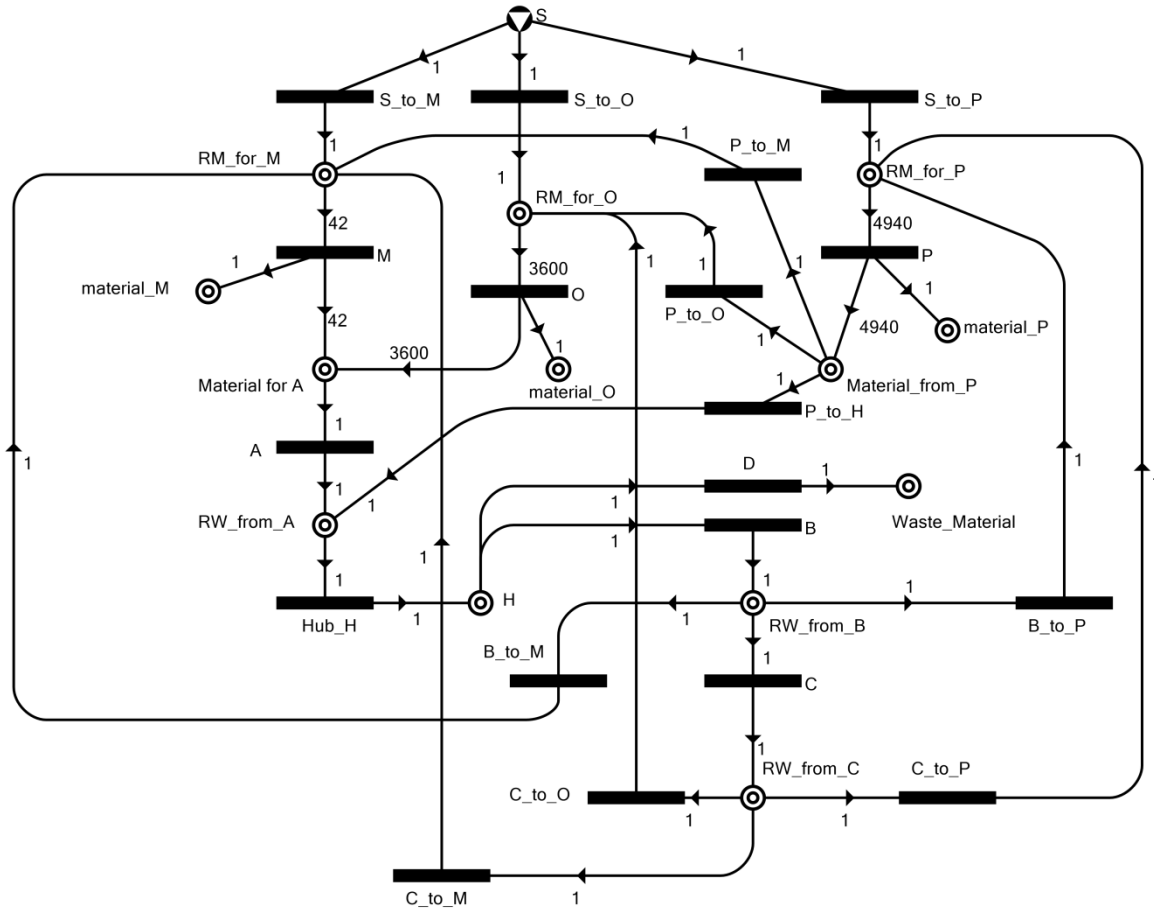 S
1
1
1
S_to_M
S_to_O
S_to_P
1
1
1
P_to_M
RM_for_M
1
RM_for_O
RM_for_P
42
4940
M
P
1
3600
1
1
1
1
material_M
O
P_to_O
42
4940
material_P
1
1
3600
Material for A
material_O
1
Material_from_P
P_to_H
1
A
1
1
D
1
1
1
RW_from_A
1
Waste_Material
B
1
1
1
1
1
H
1
1
1
Hub_H
RW_from_B
B_to_P
B_to_M
1
C
1
RW_from_C
C_to_P
C_to_O
1
1
C_to_M
1